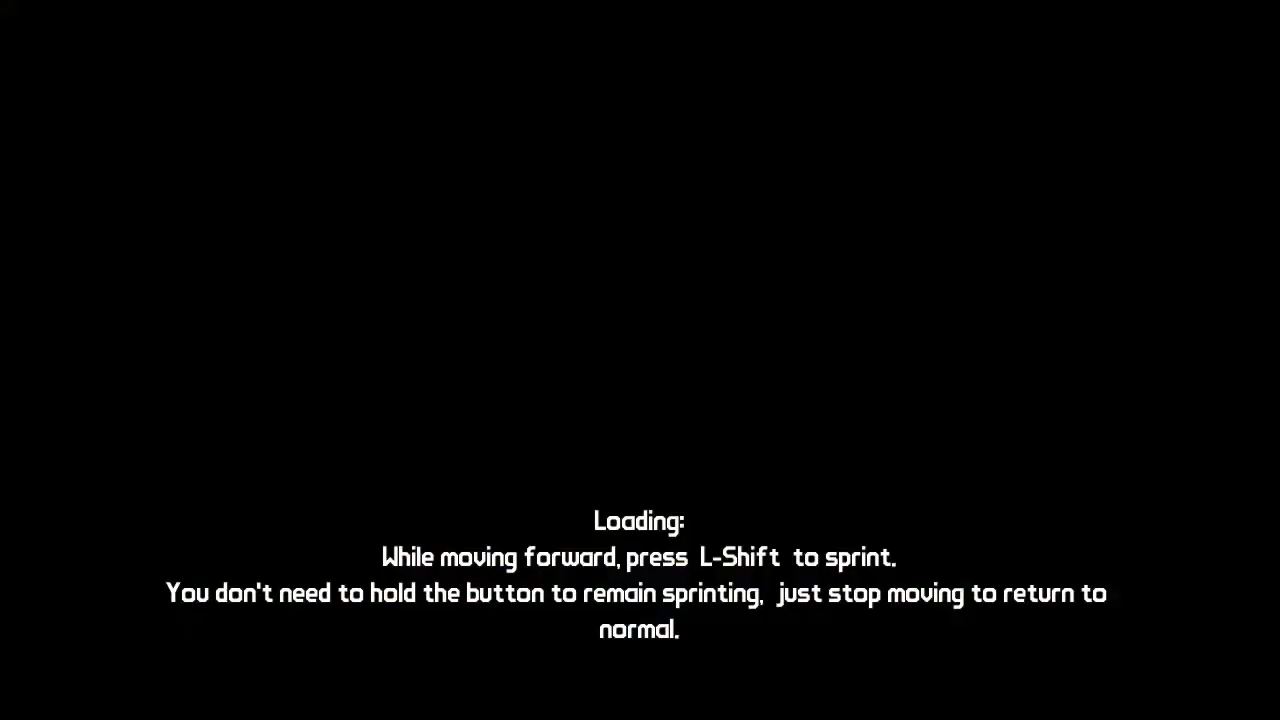 Loading:
While moving forward, press L-Shift to sprint.
You don't need to hold the button to remain sprinting, just stop moving to return to
normal.